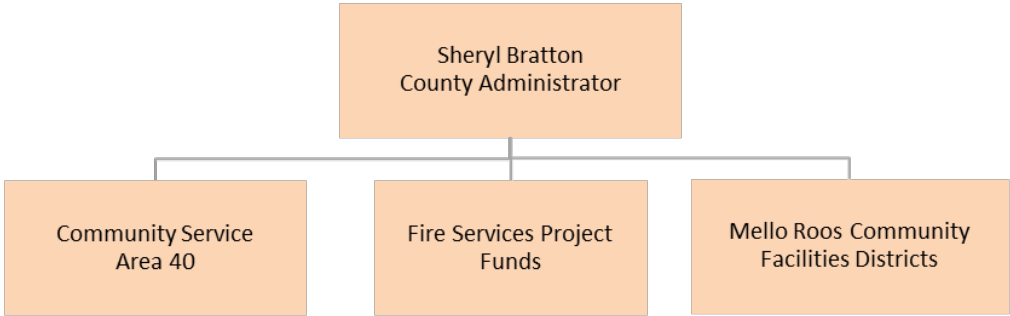 Sheryl Bratton
County Administrator
Community Service
Area 40
Fire Services Project
Funds
Mello Roos Community
Facilities Districts